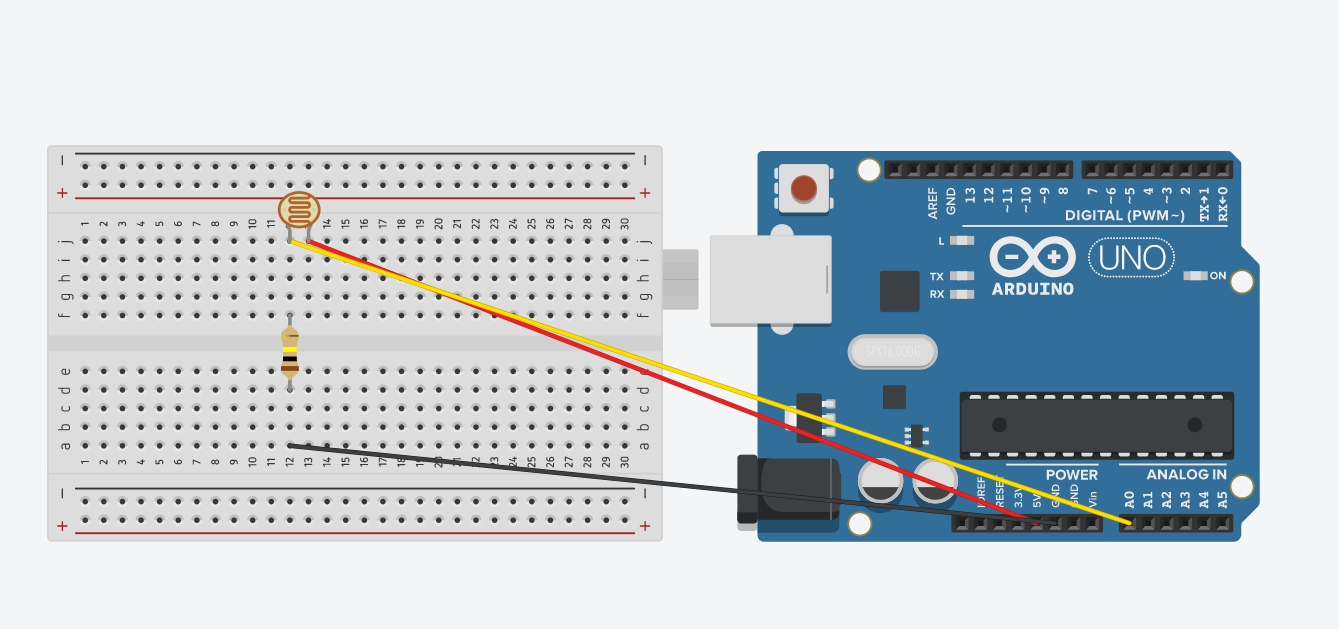 − −
+ +
1 2 3 4 5 6 7 8 9 10 11 12 13 14 15 16 17 18 19 20 21 22 23 24 25 26 27 28 29 30
j j
i i
h h
g g
f f
e e
d d
c c
b b
a a
1 2 3 4 5 6 7 8 9 10 11 12 13 14 15 16 17 18 19 20 21 22 23 24 25 26 27 28 29 30
− −
+ +
AREF GND 13 12 ~11 ~10 ~9 8 7 ~6 ~5 4 ~3 2 TX→1 RX←0
DIGITAL (PWM~)
L
TX
RX
UNO
ON
ARDUINO
SPK16.000G
POWER ANALOG IN
IOREF RESET 3.3V 5V GND GND Vin A0 A1 A2 A3 A4 A5